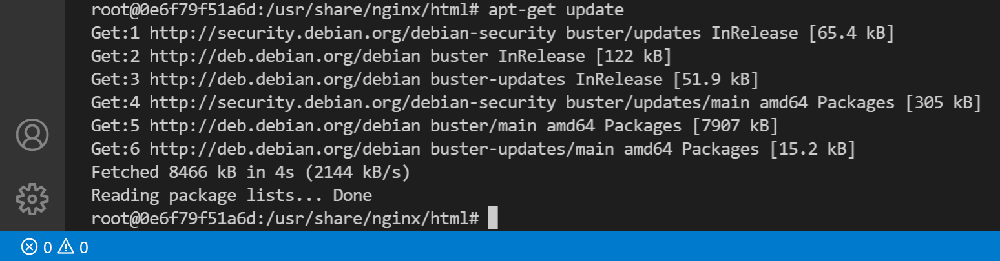 root@0e6f79f51a6d:/usr/share/nginx/html# apt-get update
Get:1 http://security.debian.org/debian-security buster/updates InRelease [65.4 kB]
Get:2 http://deb.debian.org/debian buster InRelease [122 kB]
Get:3 http://deb.debian.org/debian buster-updates InRelease [51.9 kB]
Get:4 http://security.debian.org/debian-security buster/updates/main amd64 Packages [305 kB]
Get:5 http://deb.debian.org/debian buster/main amd64 Packages [7907 kB]
Get:6 http://deb.debian.org/debian buster-updates/main amd64 Packages [15.2 kB]
Fetched 8466 kB in 4s (2144 kB/s)
Reading package lists... Done
root@0e6f79f51a6d:/usr/share/nginx/html#
0 0